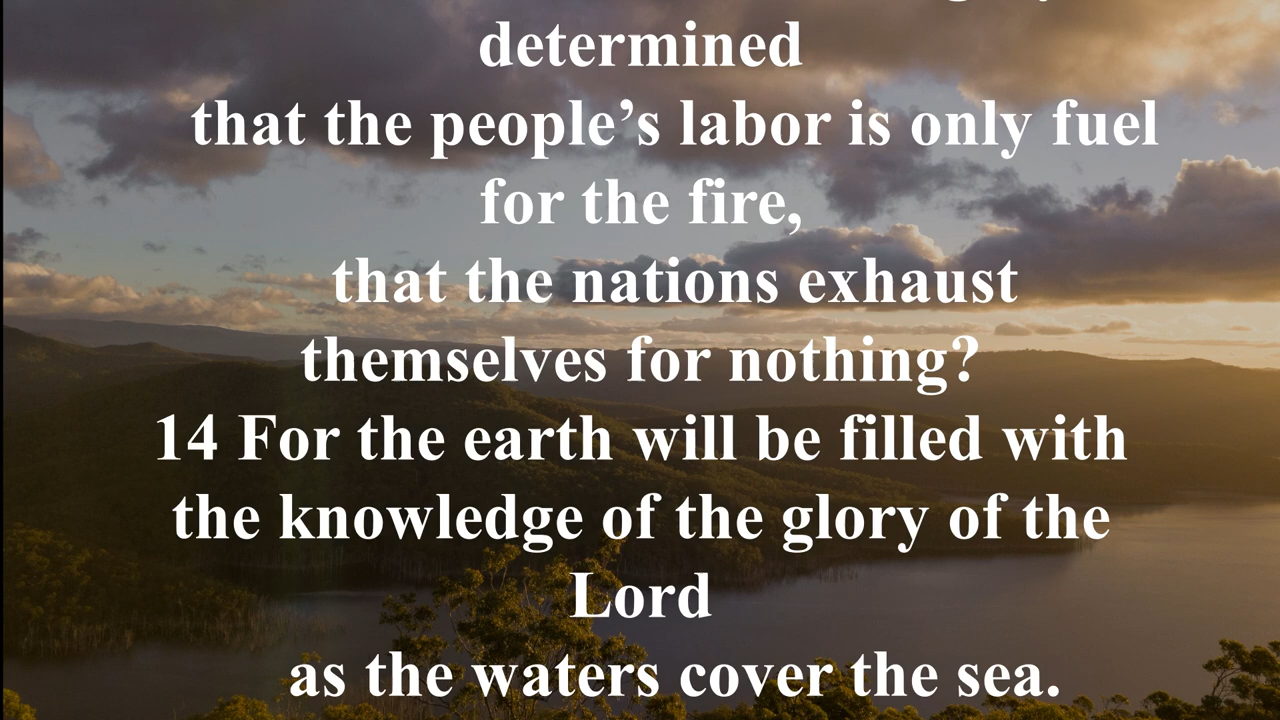 determined
that the people’s labor is only fuel
for the fire,
that the nations exhaust
themselves for nothing?
14 For the earth will be filled with
the knowledge of the glory of the
Lord
as the waters cover the sea.